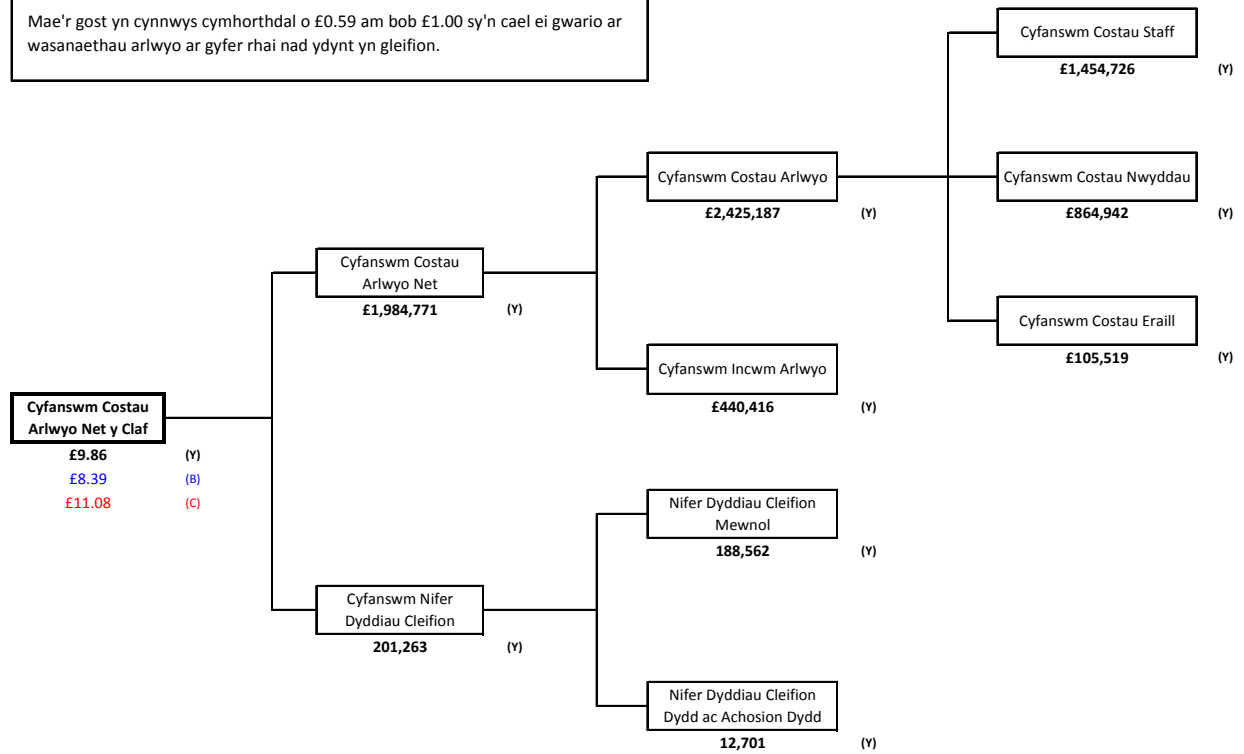 Mae'r gost yn cynnwys cymhorthdal o £0.59 am bob £1.00 sy'n cael ei gwario ar
wasanaethau arlwyo ar gyfer rhai nad ydynt yn gleifion.
Cyfanswm Costau Staff
£1,454,726 (Y)
Cyfanswm Costau Arlwyo
£2,425,187 (Y)
Cyfanswm Costau Nwyddau
£864,942 (Y)
Cyfanswm Costau
Arlwyo Net
£1,984,771 (Y)
Cyfanswm Costau Eraill
£105,519 (Y)
Cyfanswm Incwm Arlwyo
£440,416 (Y)
Cyfanswm Costau
Arlwyo Net y Claf
£9.86 (Y)
£8.39 (B)
£11.08 (C)
Nifer Dyddiau Cleifion
Mewnol
188,562 (Y)
Cyfanswm Nifer
Dyddiau Cleifion
201,263 (Y)
Nifer Dyddiau Cleifion
Dydd ac Achosion Dydd
12,701 (Y)